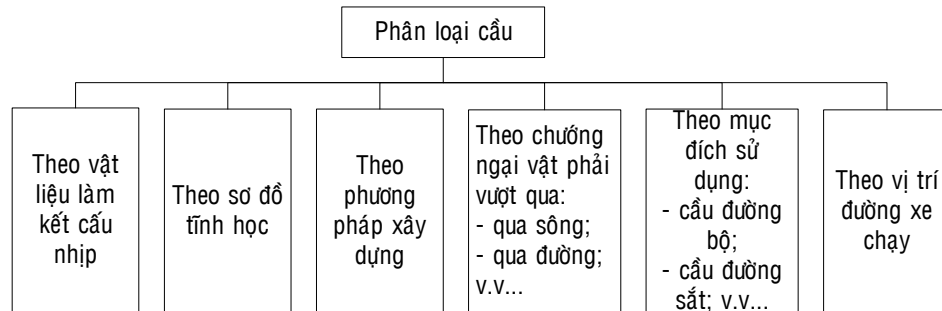 Phân loại cầu
Theo vật
liệu làm
kết cấu
nhịp
Theo sơ đồ
tĩnh học
Theo
phương
pháp xây
dựng
Theo chướng
ngại vật phải
vượt qua:
- qua sông;
- qua đường;
v.v...
Theo mục
đích sử
dụng:
- cầu đường
bộ;
- cầu đường
sắt; v.v...
Theo vị trí
đường xe
chạy